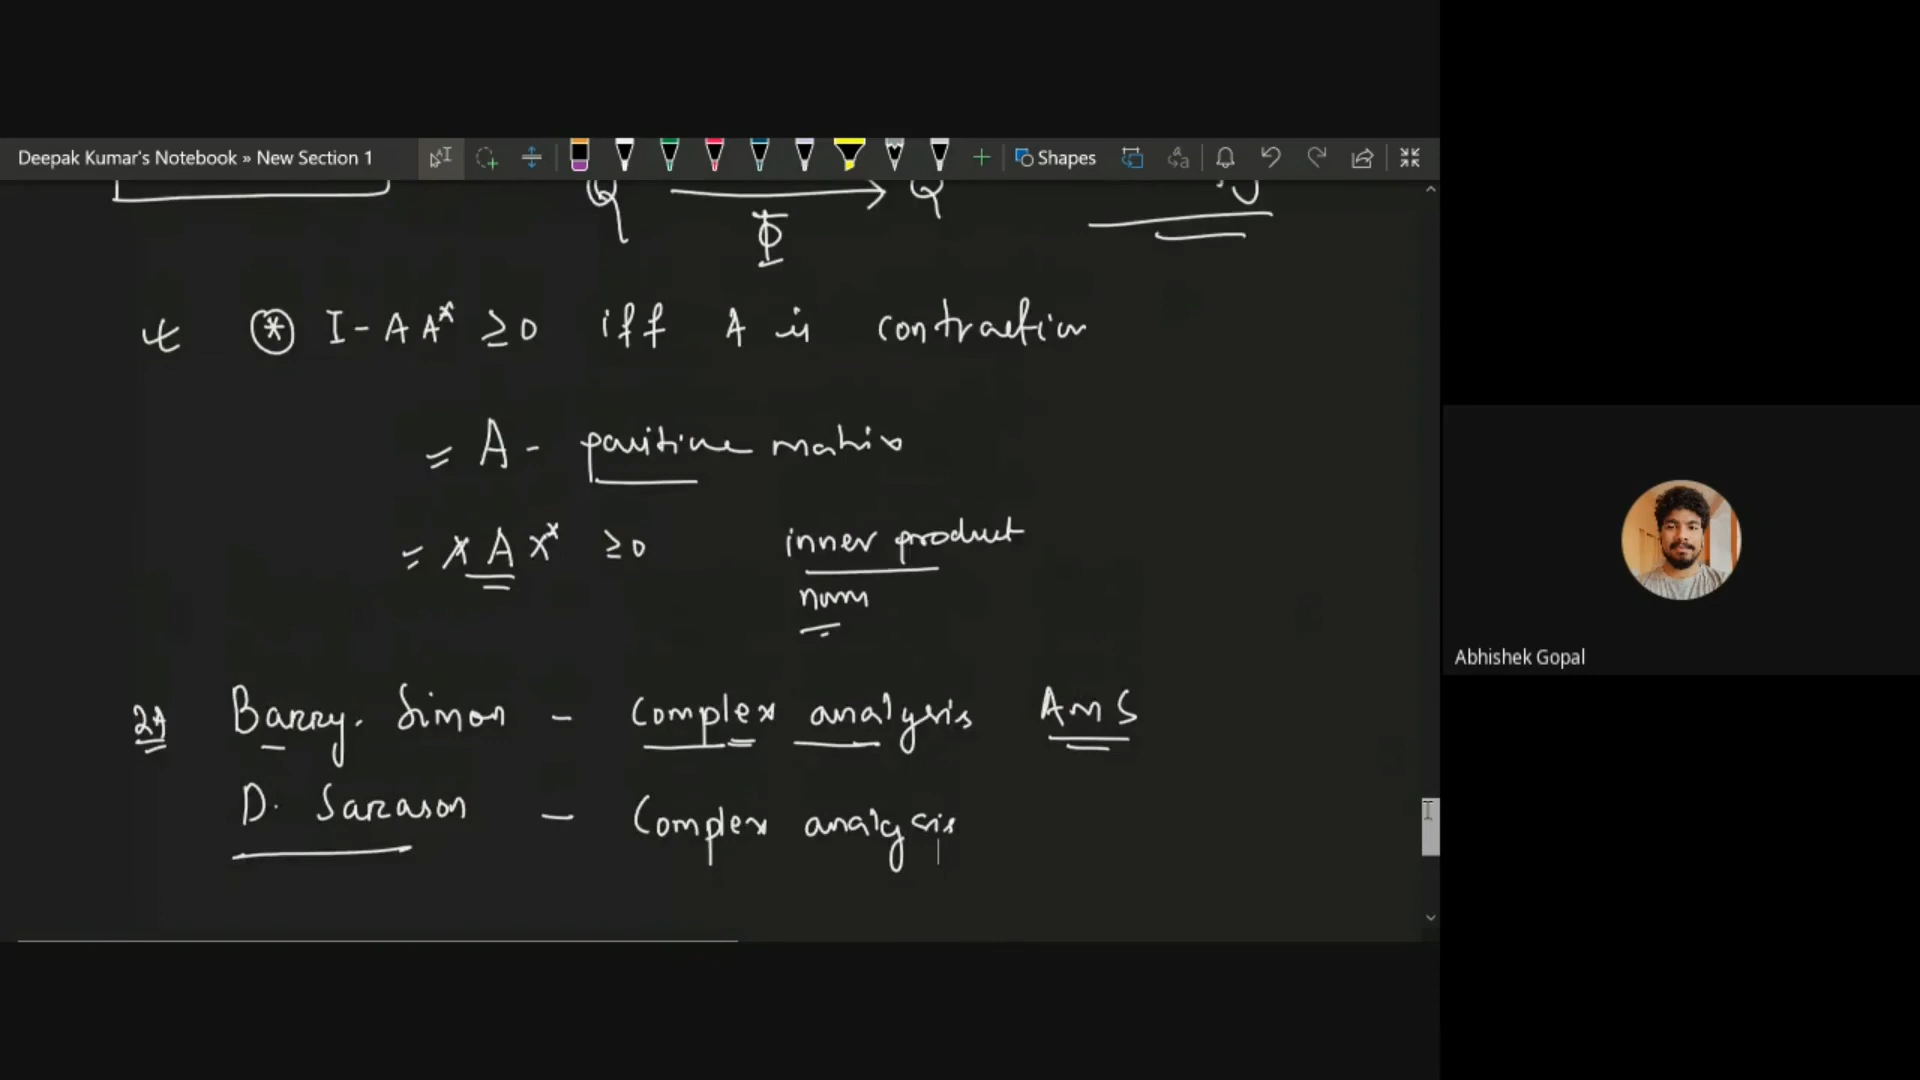 Deepak Kumar's Notebook » New Section 1
Shapes
Q → Q
Φ
⊛ I - A A* ≥ 0 iff A is contraction
= A - positive matrix
= x A x* ≥ 0 inner product
norm
Barry. Simon - Complex analysis AMS
D. Sarason - Complex analysis
Abhishek Gopal